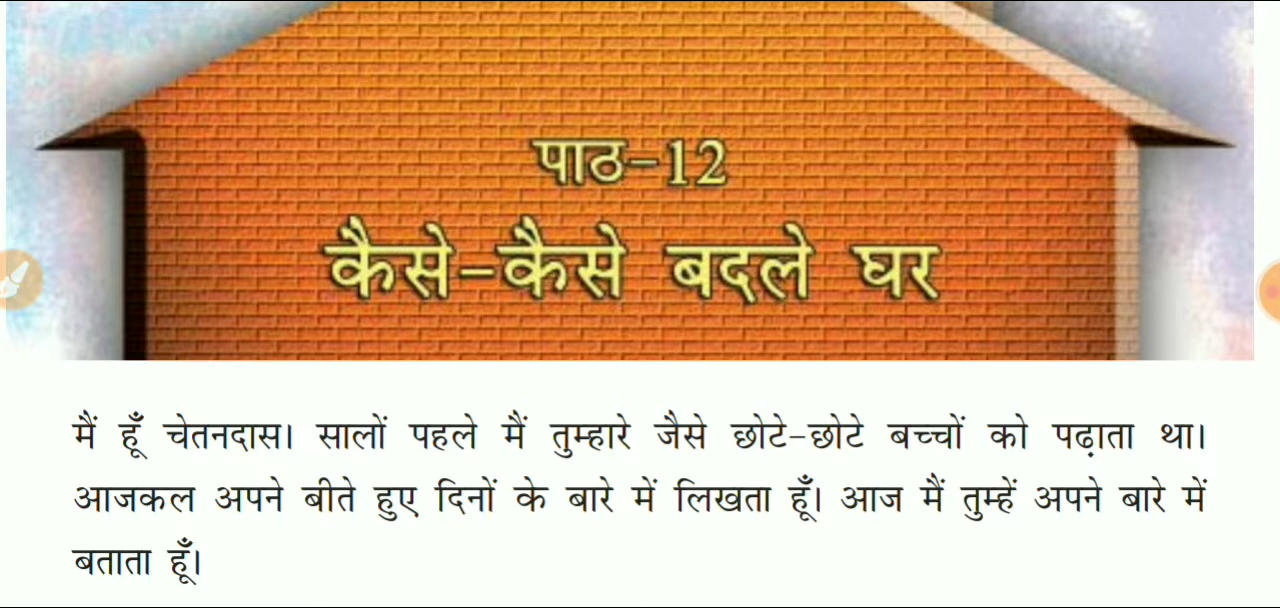 पाठ-12
कैसे-कैसे बदले घर
मैं हूँ चेतनदास। सालों पहले मैं तुम्हारे जैसे छोटे-छोटे बच्चों को पढ़ाता था।
आजकल अपने बीते हुए दिनों के बारे में लिखता हूँ। आज मैं तुम्हें अपने बारे में
बताता हूँ।